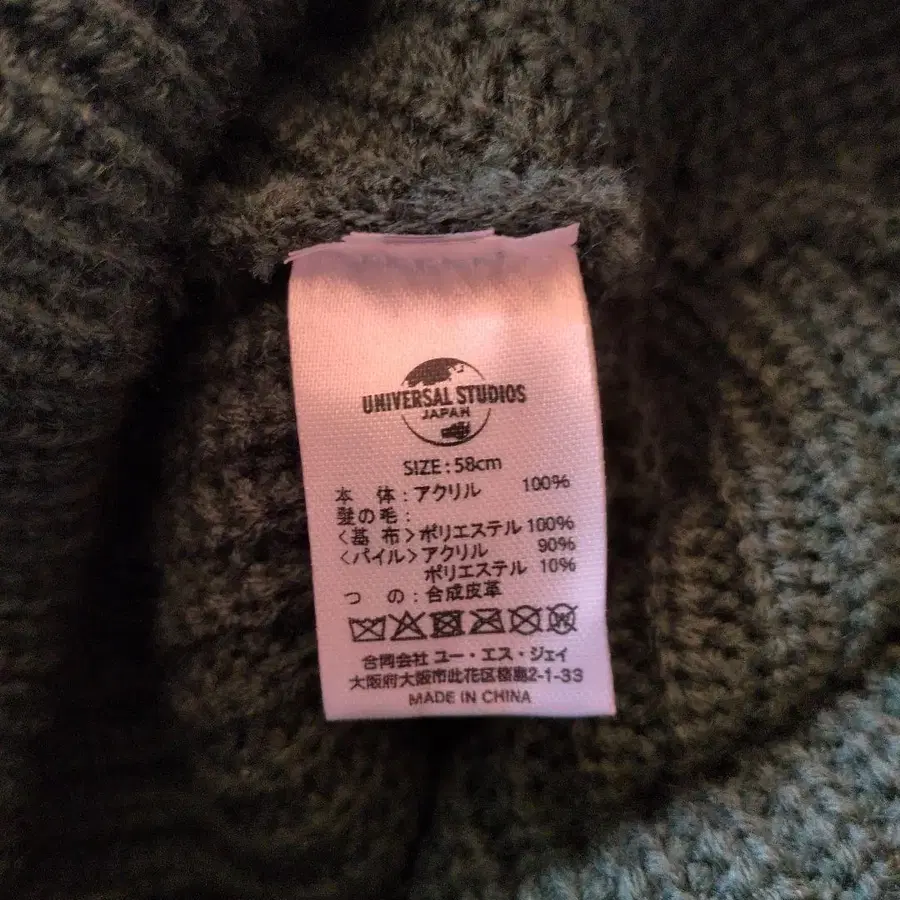 UNIVERSAL STUDIOS
JAPAN
SIZE : 58cm
本 体 : アクリル 100%
髪の毛 :
〈基 布〉ポリエステル 100%
〈パイル〉アクリル 90%
ポリエステル 10%
つ の : 合成皮革
合同会社 ユー・エス・ジェイ
大阪府大阪市此花区桜島2-1-33
MADE IN CHINA